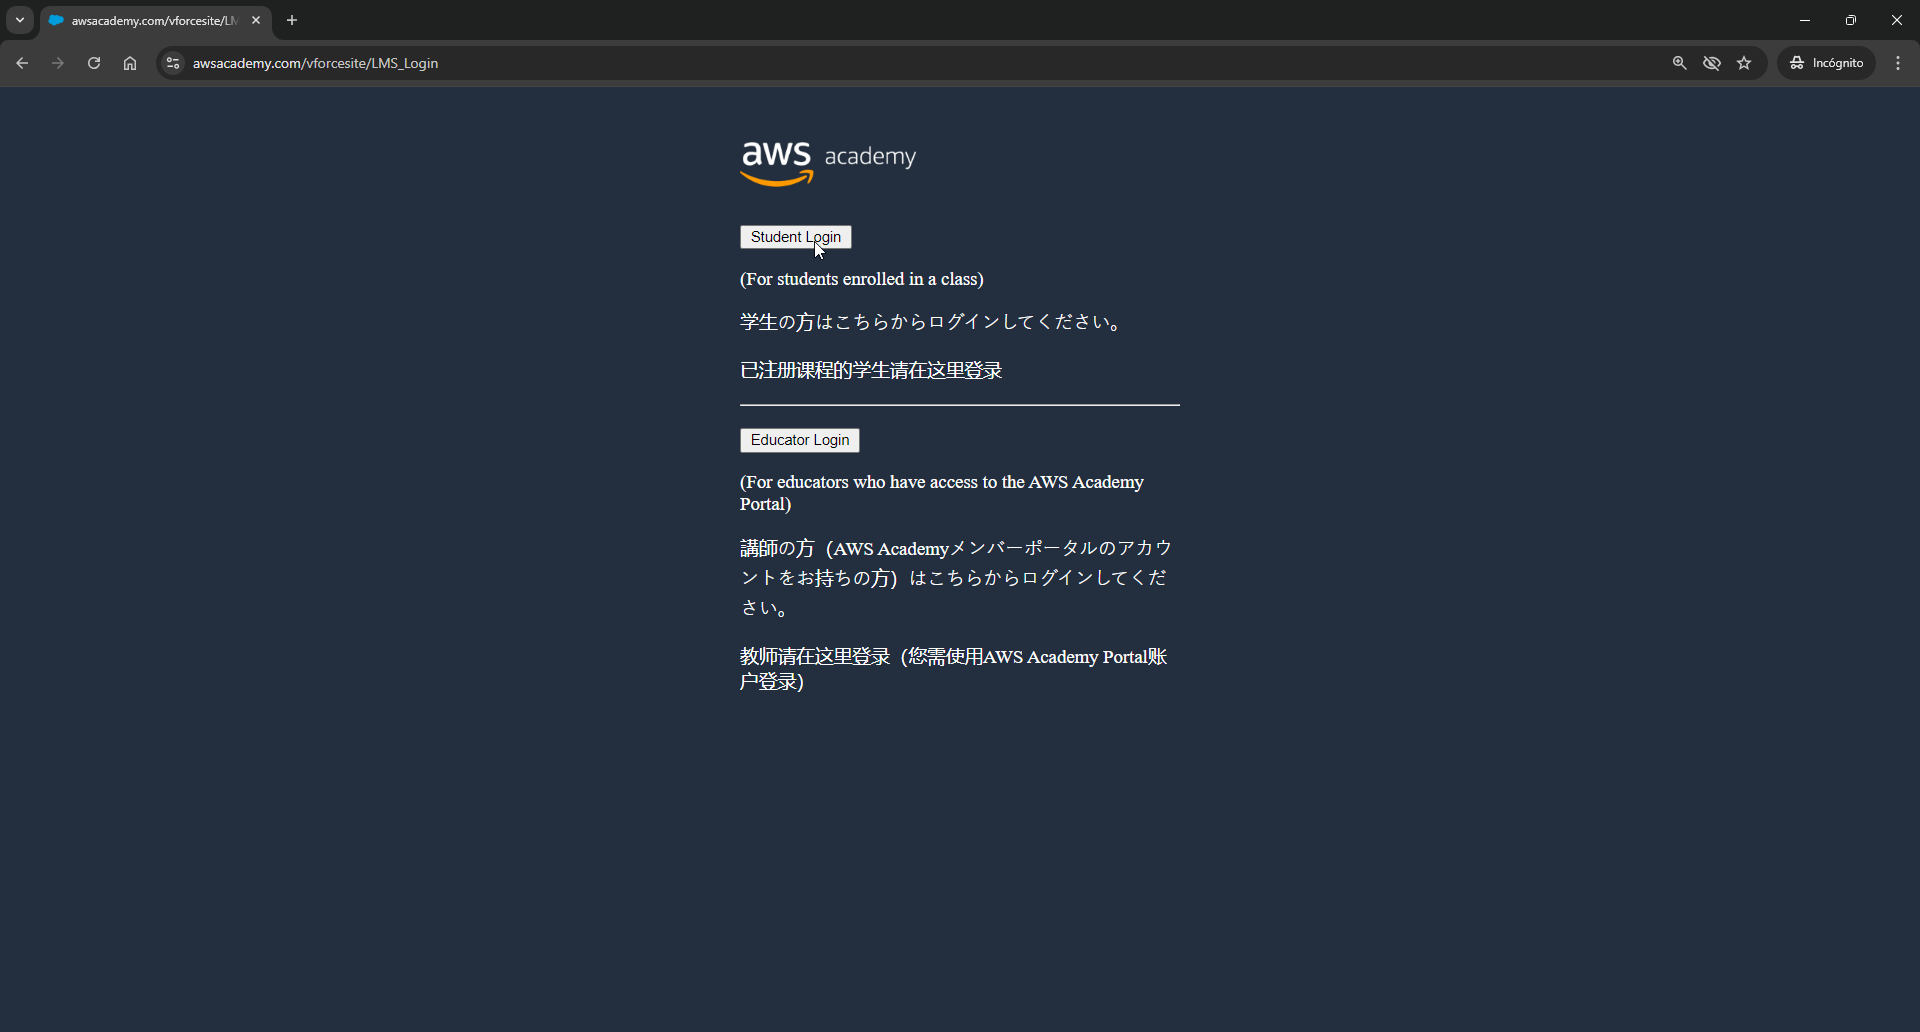 awsacademy.com/vforcesite/LM
awsacademy.com/vforcesite/LMS_Login
Incógnito
aws academy
Student Login
(For students enrolled in a class)
学生の方はこちらからログインしてください。
已注册课程的学生请在这里登录
Educator Login
(For educators who have access to the AWS Academy
Portal)
講師の方（AWS Academyメンバーポータルのアカウ
ントをお持ちの方）はこちらからログインしてくだ
さい。
教师请在这里登录（您需使用AWS Academy Portal账
户登录）